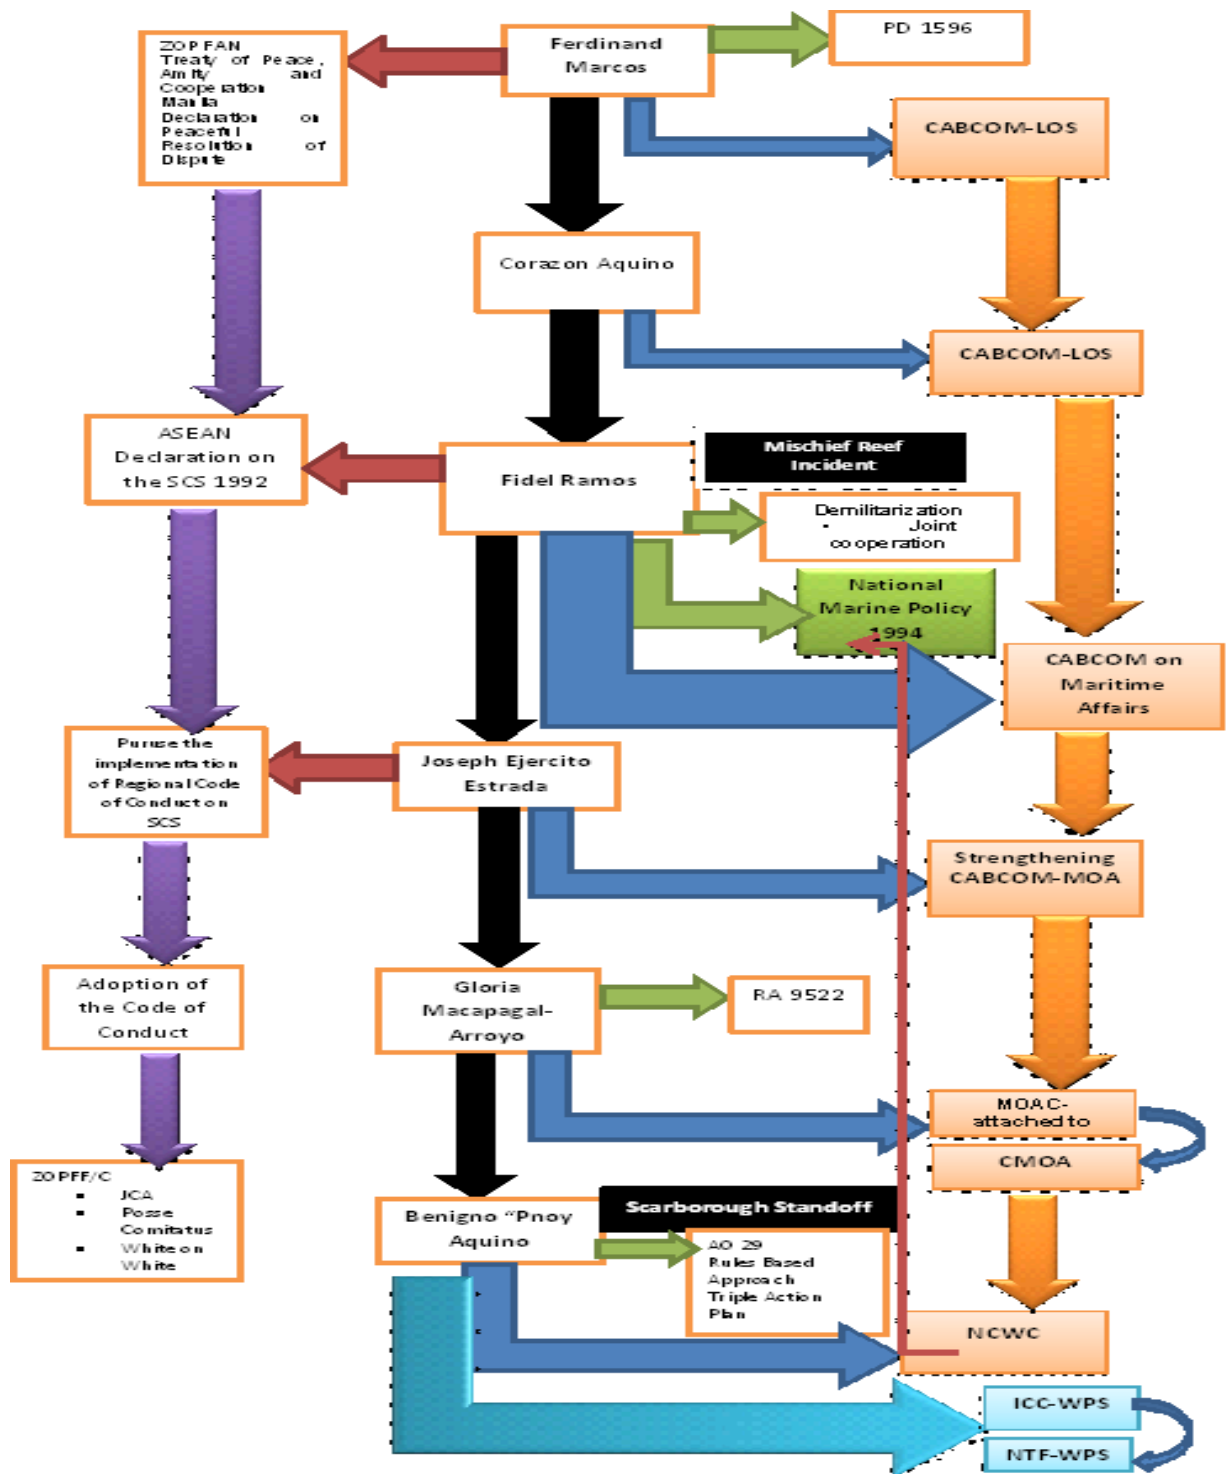 PD 1596
Ferdinand
Marcos
ZOPFAN
Treaty of Peace,
Amity and
Cooperation
Manila
Declaration on
Peaceful
Resolution of
Dispute
CABCOM-LOS
Corazon Aquino
CABCOM-LOS
ASEAN
Declaration on
the SCS 1992
Fidel Ramos
Mischief Reef
Incident
Demilitarization
- Joint
cooperation
National
Marine Policy
1994
CABCOM on
Maritime
Affairs
Puruse the
implementation
of Regional Code
of Conduct on
SCS
Joseph Ejercito
Estrada
Strengthening
CABCOM-MOA
Adoption of
the Code of
Conduct
Gloria
Macapagal-
Arroyo
RA 9522
MOAC-
attached to
CMOA
ZOPFF/C
▪ JCA
▪ Posse
Comitatus
▪ White on
White
Benigno “Pnoy
Aquino
Scarborough Standoff
AO 29
Rules Based
Approach
Triple Action
Plan
NCWC
ICC-WPS
NTF-WPS